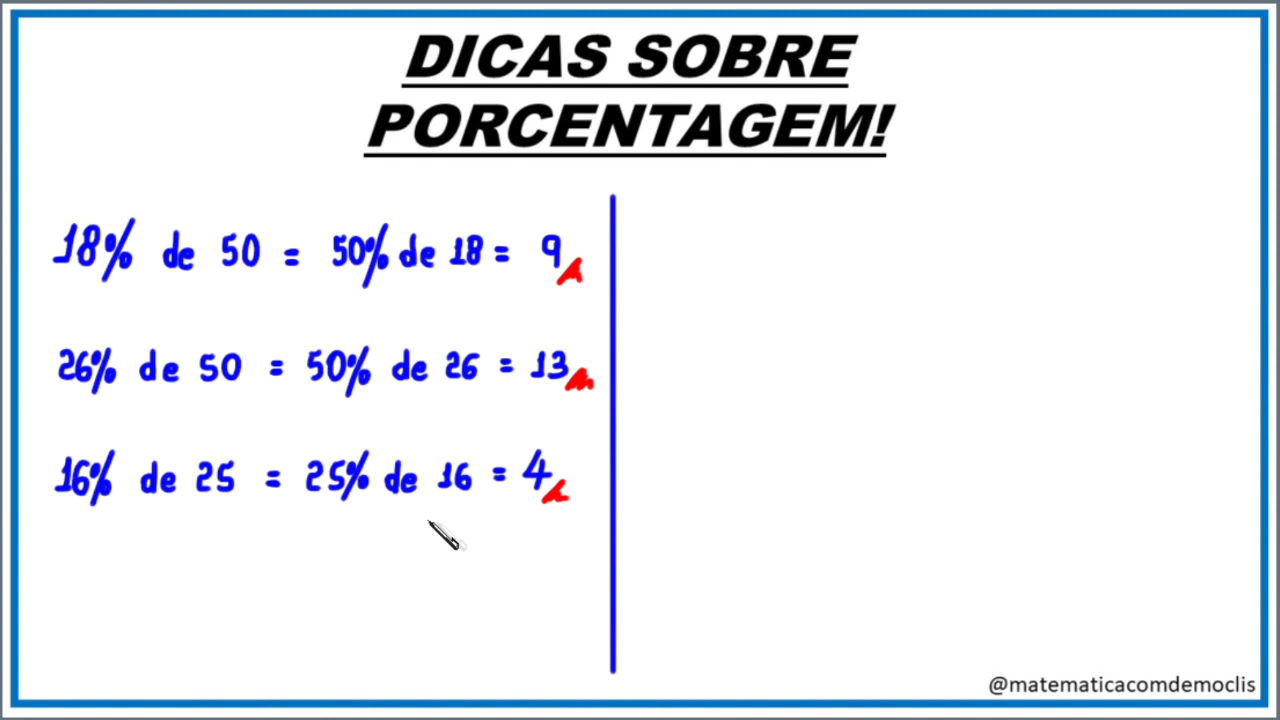 DICAS SOBRE
PORCENTAGEM!
18% de 50 = 50% de 18 = 9
26% de 50 = 50% de 26 = 13
16% de 25 = 25% de 16 = 4
@matematicacomdemoclis